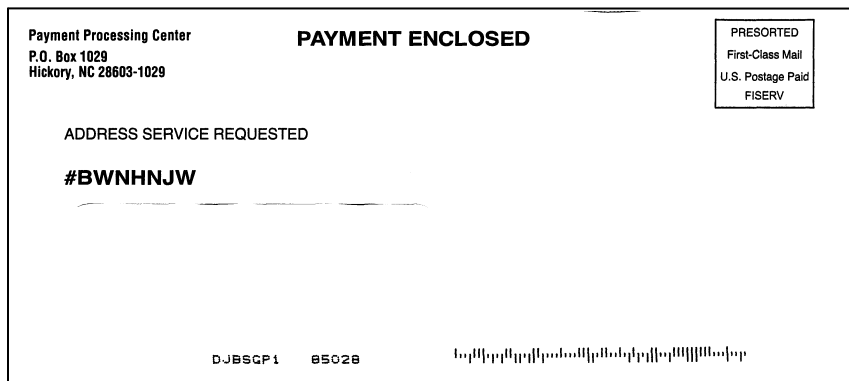 Payment Processing Center
P.O. Box 1029
Hickory, NC 28603-1029
PAYMENT ENCLOSED
PRESORTED
First-Class Mail
U.S. Postage Paid
FISERV
ADDRESS SERVICE REQUESTED
#BWNHNJW
DJBSGP1 85028